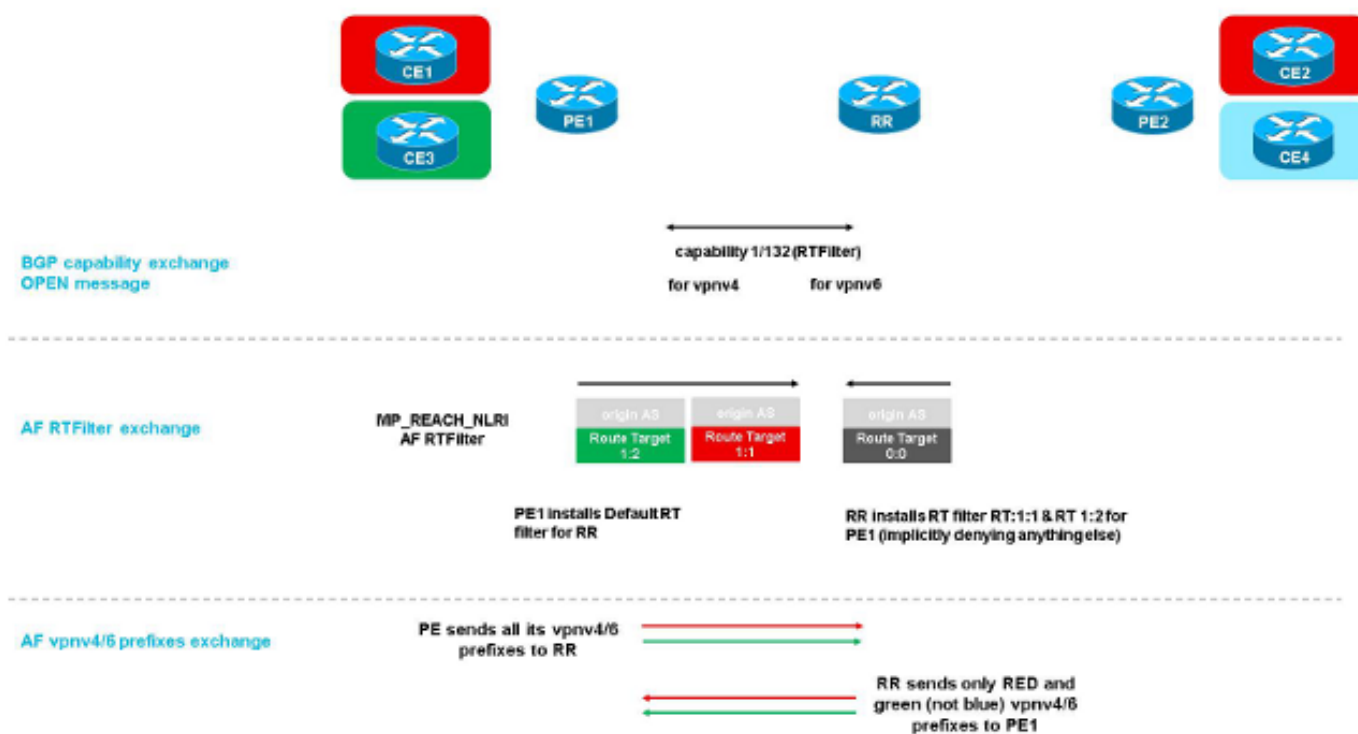 CE1
CE3
PE1
RR
PE2
CE2
CE4
BGP capability exchange
OPEN message
capability 1/132 (RTFilter)
for vpnv4
for vpnv6
AF RTFilter exchange
MP_REACH_NLRI
AF RTFilter
origin AS
Route Target
1:2
origin AS
Route Target
1:1
origin AS
Route Target
0:0
PE1 installs Default RT
filter for RR
RR installs RT filter RT:1:1 & RT 1:2 for
PE1 (implicitly denying anything else)
AF vpnv4/6 prefixes exchange
PE sends all its vpnv4/6
prefixes to RR
RR sends only RED and
green (not blue) vpnv4/6
prefixes to PE1